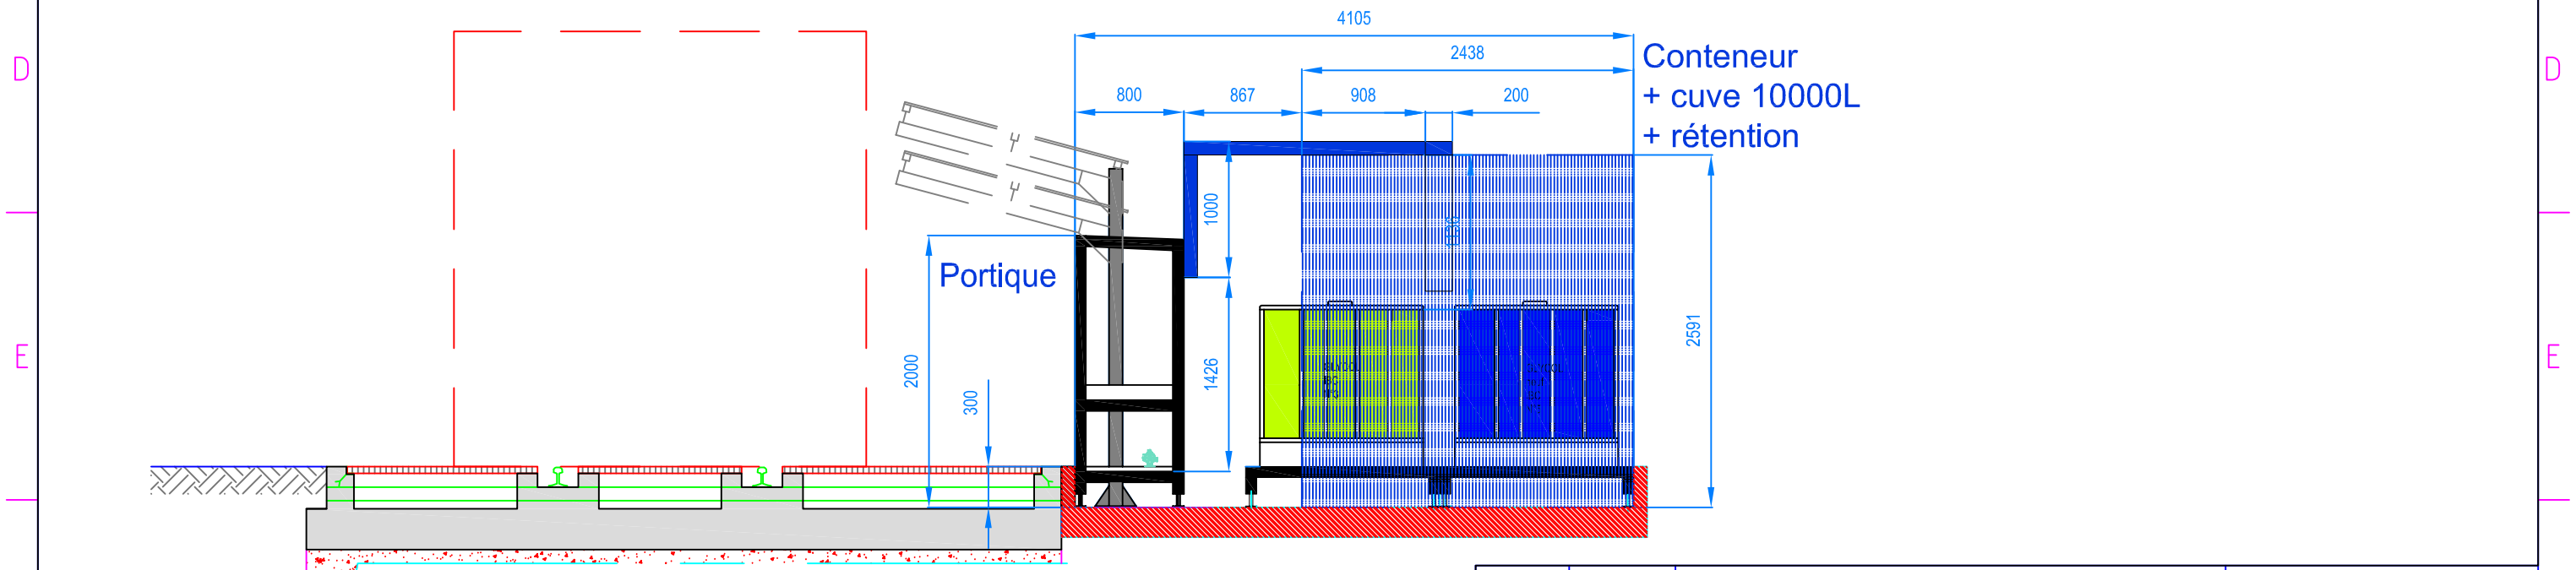 4105
D
Conteneur
D
2438
+ cuve 10000L
800
867
908
200
+ rétention
1000
Portique
2591
E
2000
1426
E
300